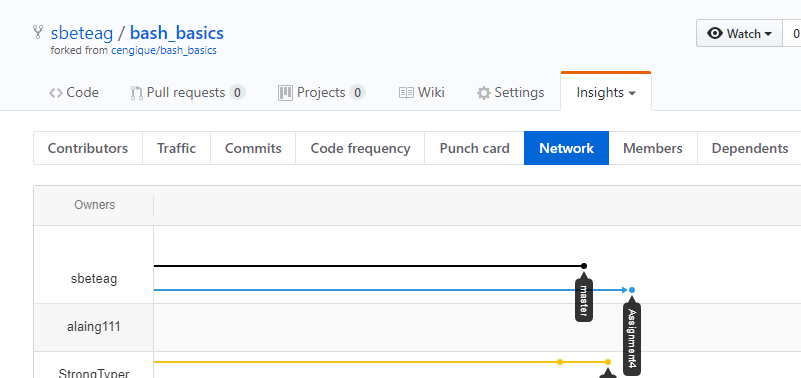 sbeteag / bash_basics
Watch 0
forked from cengique/bash_basics
Code Pull requests 0 Projects 0 Wiki Settings Insights
Contributors Traffic Commits Code frequency Punch card Network Members Dependents
Owners
sbeteag
master
Assignment4
alaing111
StrongTyper